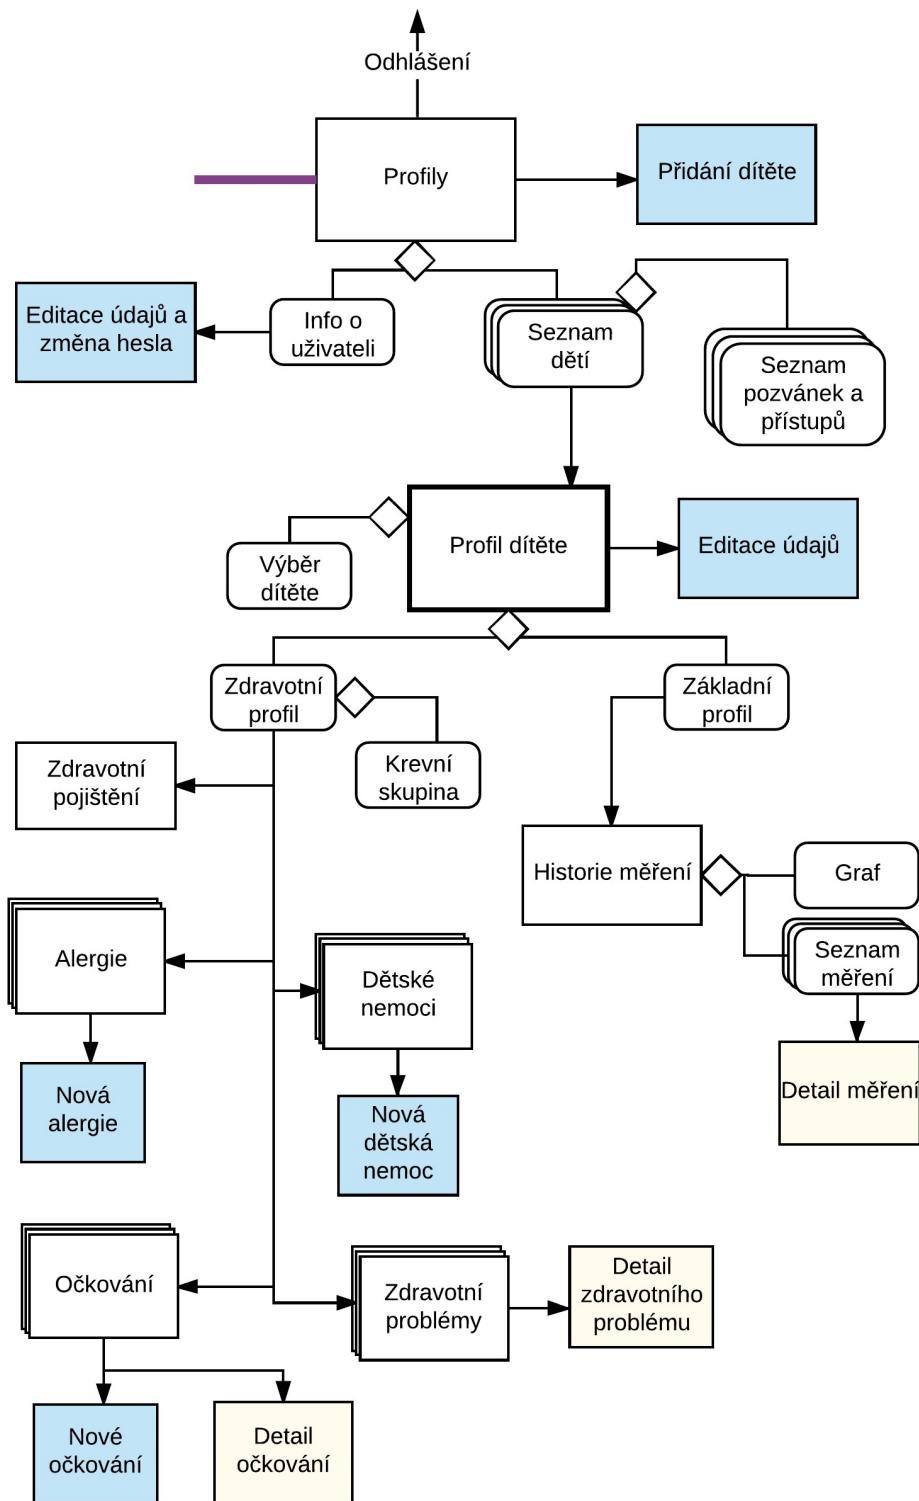 Odhlášení
Profily
Přidání dítěte
Editace údajů a
změna hesla
Info o
uživateli
Seznam
dětí
Seznam
pozvánek a
přístupů
Profil dítěte
Editace údajů
Výběr
dítěte
Zdravotní
profil
Základní
profil
Krevní
skupina
Zdravotní
pojištění
Historie měření
Graf
Seznam
měření
Alergie
Dětské
nemoci
Detail měření
Nová
alergie
Nová
dětská
nemoc
Očkování
Zdravotní
problémy
Detail
zdravotního
problému
Nové
očkování
Detail
očkování